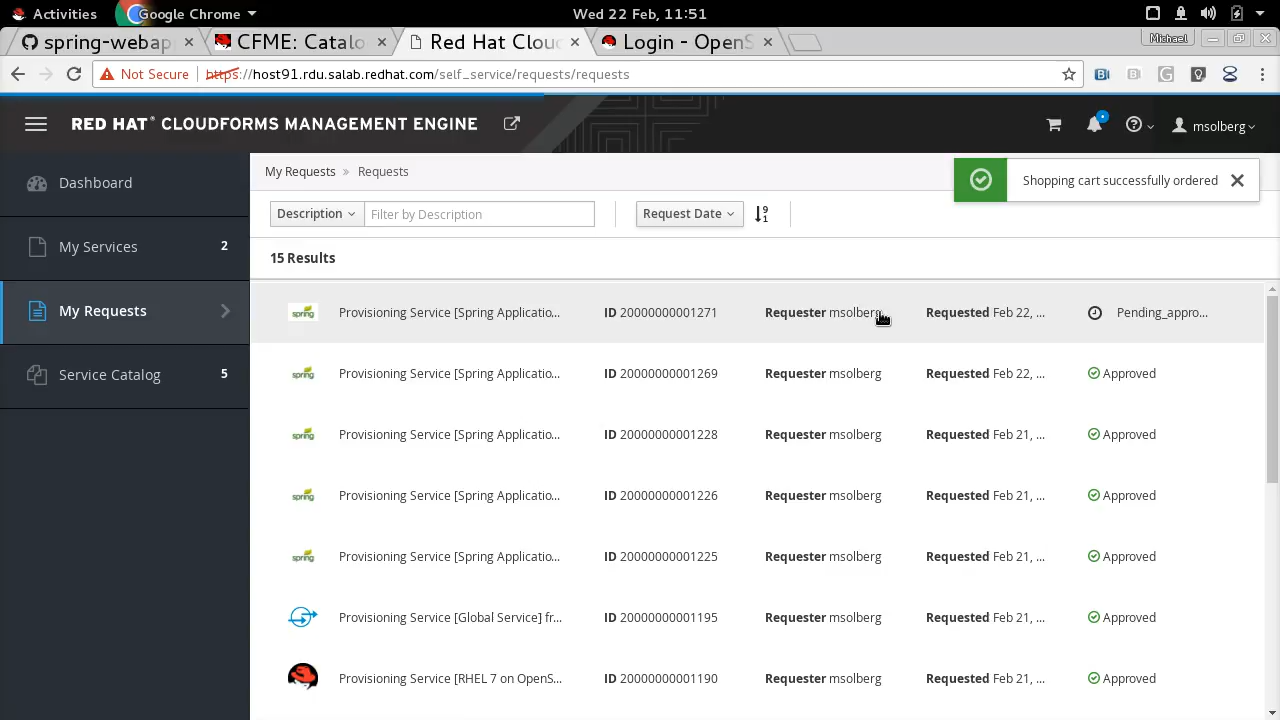 Activities Google Chrome Wed 22 Feb, 11:51
spring-webap CFME: Catalo Red Hat Clou Login - OpenS Michael
Not Secure https://host91.rdu.salab.redhat.com/self_service/requests/requests
RED HAT® CLOUDFORMS MANAGEMENT ENGINE msolberg
Dashboard
My Services 2
My Requests
Service Catalog 5
My Requests » Requests
Shopping cart successfully ordered
Description Filter by Description Request Date 9 1
15 Results
Provisioning Service [Spring Applicatio... ID 20000000001271 Requester msolberg Requested Feb 22, ... Pending_appro...
Provisioning Service [Spring Applicatio... ID 20000000001269 Requester msolberg Requested Feb 22, ... Approved
Provisioning Service [Spring Applicatio... ID 20000000001228 Requester msolberg Requested Feb 21, ... Approved
Provisioning Service [Spring Applicatio... ID 20000000001226 Requester msolberg Requested Feb 21, ... Approved
Provisioning Service [Spring Applicatio... ID 20000000001225 Requester msolberg Requested Feb 21, ... Approved
Provisioning Service [Global Service] fr... ID 20000000001195 Requester msolberg Requested Feb 21, ... Approved
Provisioning Service [RHEL 7 on OpenS... ID 20000000001190 Requester msolberg Requested Feb 21, ... Approved